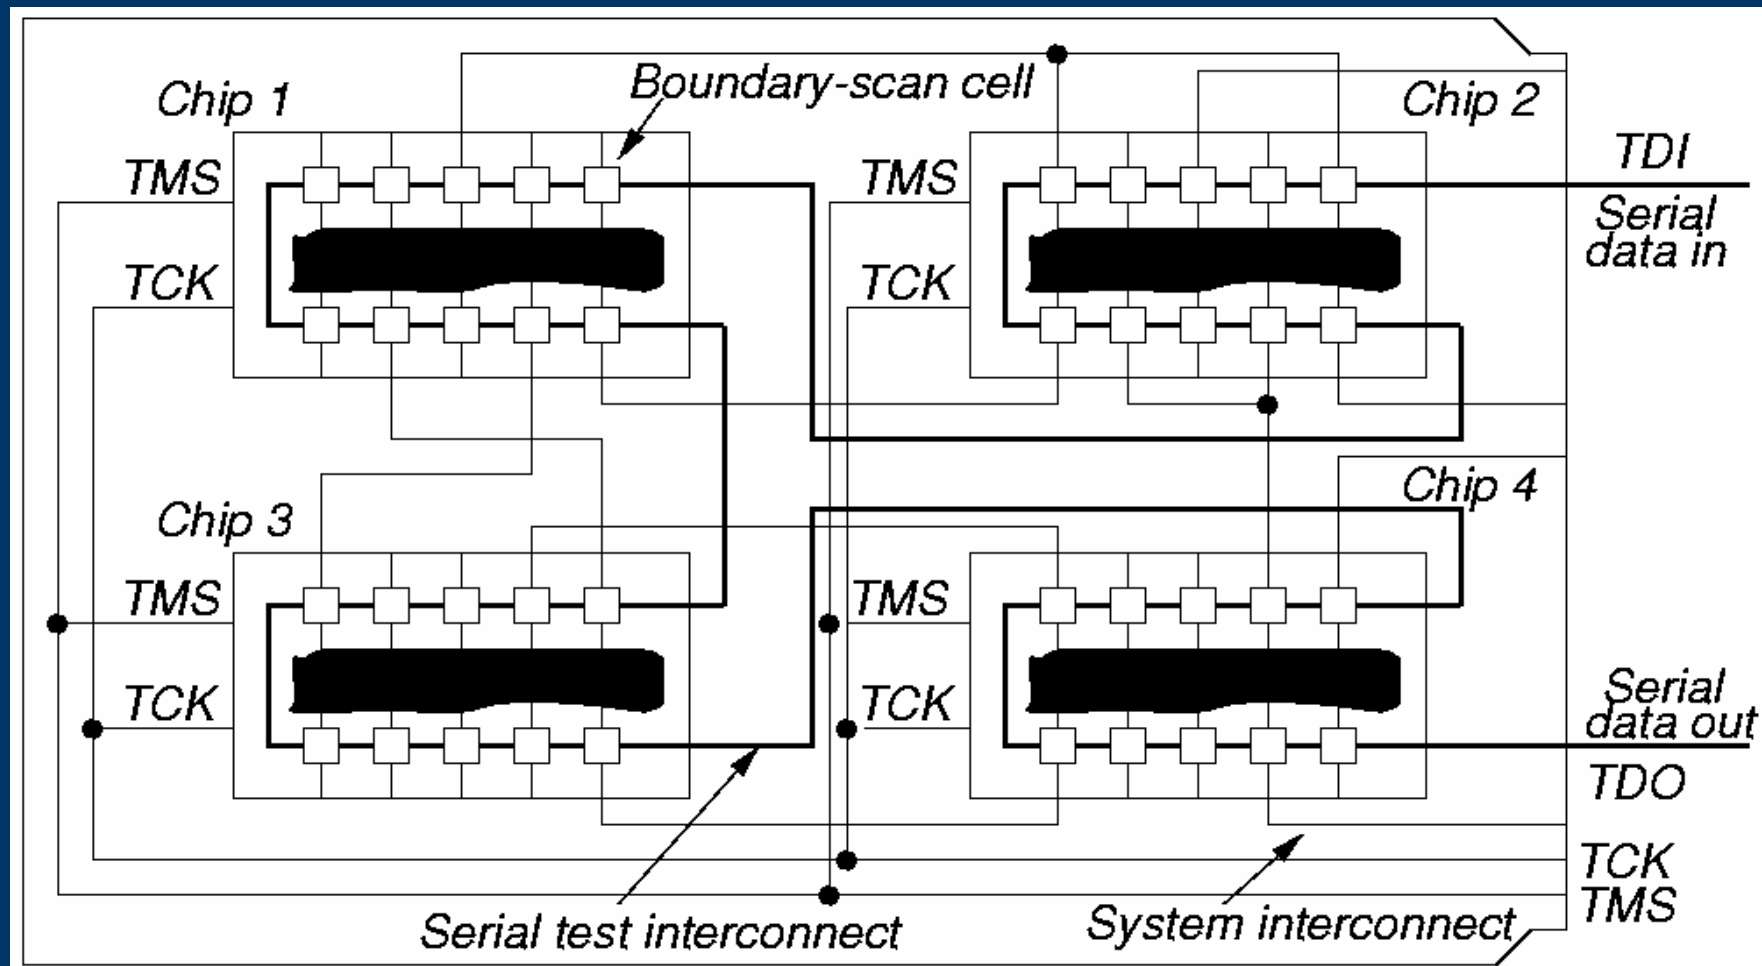 Boundary-scan cell
Chip 1
Chip 2
TMS
TMS
TDI
Serial
data in
TCK
TCK
Chip 3
Chip 4
TMS
TMS
TCK
TCK
Serial
data out
TDO
TCK
TMS
Serial test interconnect
System interconnect